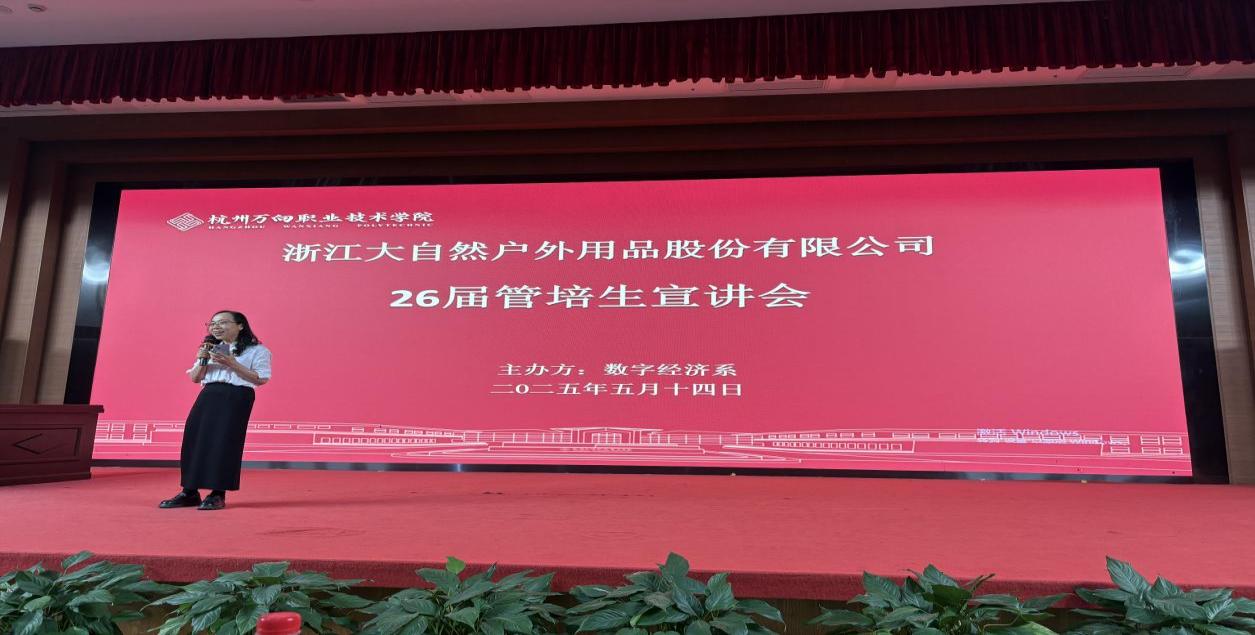 杭州万向职业技术学院
HANGZHOU WANXIANG POLYTECHNIC
浙江大自然户外用品股份有限公司
26届管培生宣讲会
主办方：数字经济系
二0二五年五月十四日
激活 Windows